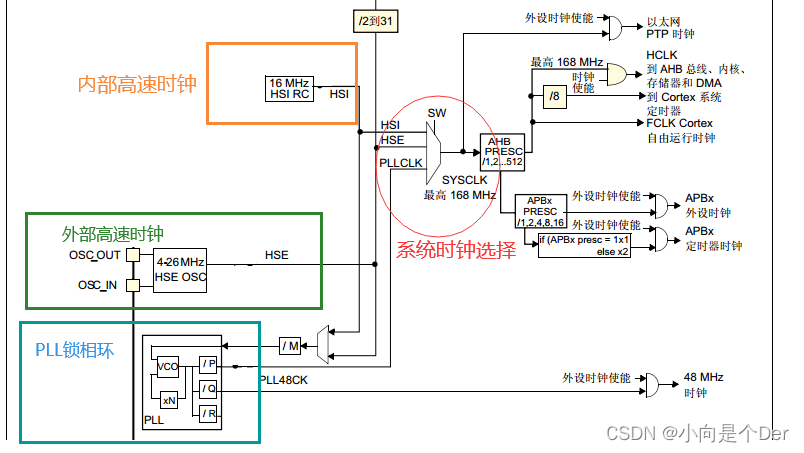 /2到31
外设时钟使能
以太网
PTP 时钟
内部高速时钟
16 MHz
HSI RC
HSI
最高 168 MHz
时钟
使能
HCLK
到 AHB 总线、内核、
存储器和 DMA
/8
到 Cortex 系统
定时器
FCLK Cortex
自由运行时钟
SW
HSI
HSE
PLLCLK
SYSCLK
最高 168 MHz
AHB
PRESC
/1,2...512
系统时钟选择
APBx
PRESC
/1,2,4,8,16
外设时钟使能
APBx
外设时钟
外设时钟使能
if (APBx presc = 1x1
else x2
APBx
定时器时钟
外部高速时钟
OSC_OUT
OSC_IN
4-26 MHz
HSE OSC
HSE
PLL锁相环
/ M
VCO
xN
/ P
/ Q
/ R
PLL
PLL48CK
外设时钟使能
48 MHz
时钟
CSDN @小向是个Der